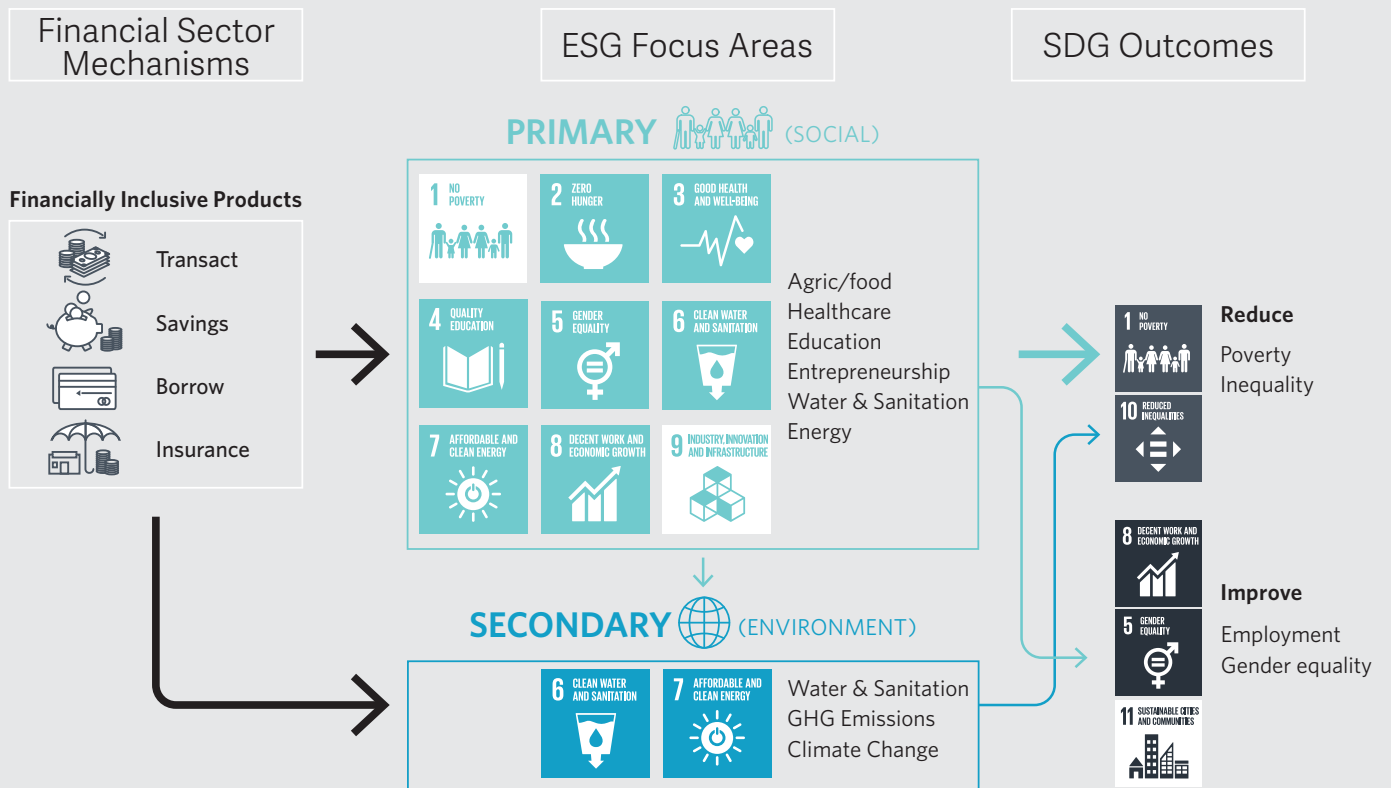 Financial Sector
Mechanisms
ESG Focus Areas
SDG Outcomes
PRIMARY (SOCIAL)
Financially Inclusive Products
Transact
Savings
Borrow
Insurance
1 NO
POVERTY
2 ZERO
HUNGER
3 GOOD HEALTH
AND WELL-BEING
4 QUALITY
EDUCATION
5 GENDER
EQUALITY
6 CLEAN WATER
AND SANITATION
7 AFFORDABLE AND
CLEAN ENERGY
8 DECENT WORK AND
ECONOMIC GROWTH
9 INDUSTRY, INNOVATION
AND INFRASTRUCTURE
Agric/food
Healthcare
Education
Entrepreneurship
Water & Sanitation
Energy
SECONDARY (ENVIRONMENT)
6 CLEAN WATER
AND SANITATION
7 AFFORDABLE AND
CLEAN ENERGY
Water & Sanitation
GHG Emissions
Climate Change
1 NO
POVERTY
10 REDUCED
INEQUALITIES
Reduce
Poverty
Inequality
8 DECENT WORK AND
ECONOMIC GROWTH
5 GENDER
EQUALITY
11 SUSTAINABLE CITIES
AND COMMUNITIES
Improve
Employment
Gender equality